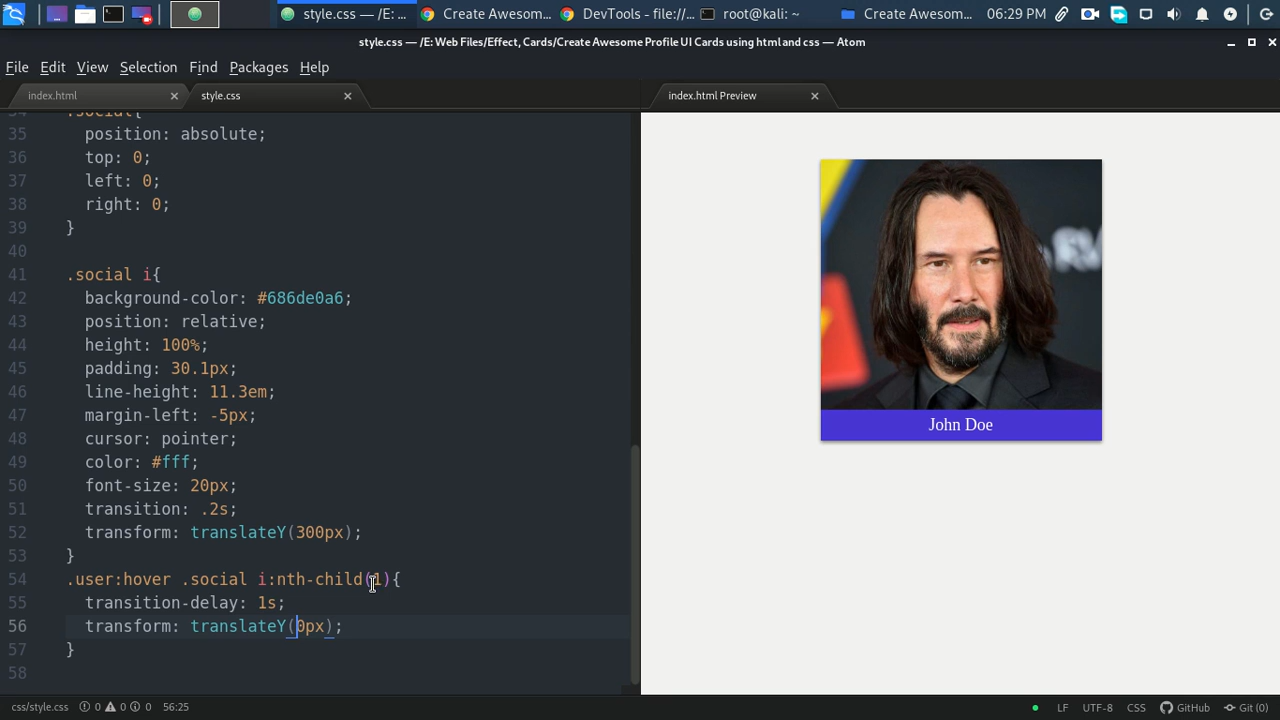 style.css — /E: ...
Create Awesom...
DevTools - file://...
root@kali: ~
Create Awesom...
06:29 PM
style.css — /E: Web Files/Effect, Cards/Create Awesome Profile UI Cards using html and css — Atom
File Edit View Selection Find Packages Help
index.html
style.css
index.html Preview
34 .social{
35 position: absolute;
36 top: 0;
37 left: 0;
38 right: 0;
39 }
40
41 .social i{
42 background-color: #686de0a6;
43 position: relative;
44 height: 100%;
45 padding: 30.1px;
46 line-height: 11.3em;
47 margin-left: -5px;
48 cursor: pointer;
49 color: #fff;
50 font-size: 20px;
51 transition: .2s;
52 transform: translateY(300px);
53 }
54 .user:hover .social i:nth-child(1){
55 transition-delay: 1s;
56 transform: translateY(0px);
57 }
58
John Doe
css/style.css 0 0 0 56:25
LF UTF-8 CSS GitHub Git (0)